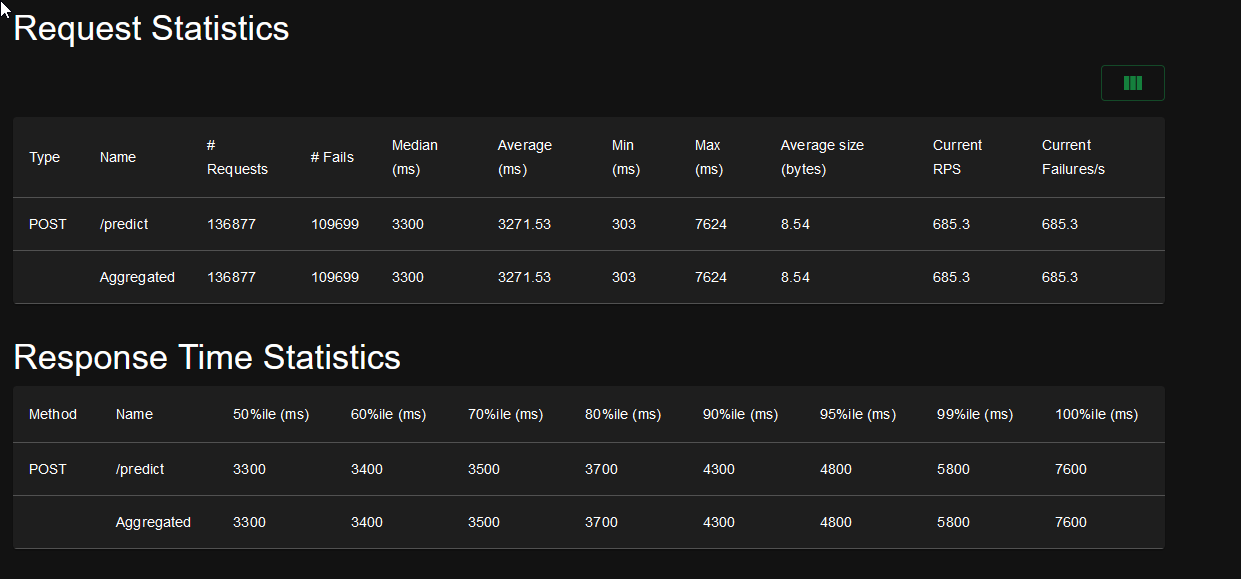 Request Statistics
Type Name # Requests # Fails Median (ms) Average (ms) Min (ms) Max (ms) Average size (bytes) Current RPS Current Failures/s
POST /predict 136877 109699 3300 3271.53 303 7624 8.54 685.3 685.3
Aggregated 136877 109699 3300 3271.53 303 7624 8.54 685.3 685.3
Response Time Statistics
Method Name 50%ile (ms) 60%ile (ms) 70%ile (ms) 80%ile (ms) 90%ile (ms) 95%ile (ms) 99%ile (ms) 100%ile (ms)
POST /predict 3300 3400 3500 3700 4300 4800 5800 7600
Aggregated 3300 3400 3500 3700 4300 4800 5800 7600